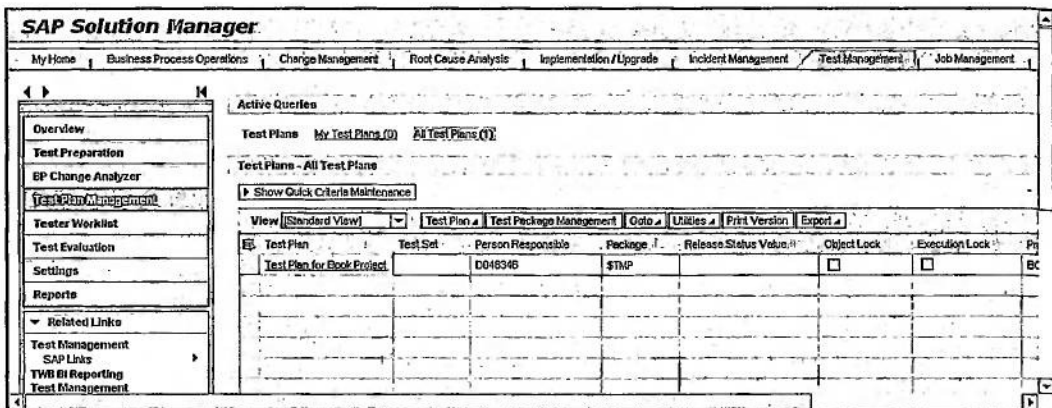 SAP Solution Manager
My Home Business Process Operations Change Management Root Cause Analysis Implementation / Upgrade Incident Management Test Management Job Management
Active Queries
Overview
Test Plans My Test Plans (0) All Test Plans (1)
Test Preparation
Test Plans - All Test Plans
BP Change Analyzer
Show Quick Criteria Maintenance
Test Plan Management
Tester Worklist
View [Standard View] Test Plan Test Package Management Goto Utilities Print Version Export
Test Evaluation
Test Plan Test Set Person Responsible Package Release Status Value Object Lock Execution Lock
Settings
Test Plan for Book Project D046346 $TMP
Reports
Related Links
Test Management
SAP Links
TWB BI Reporting
Test Management